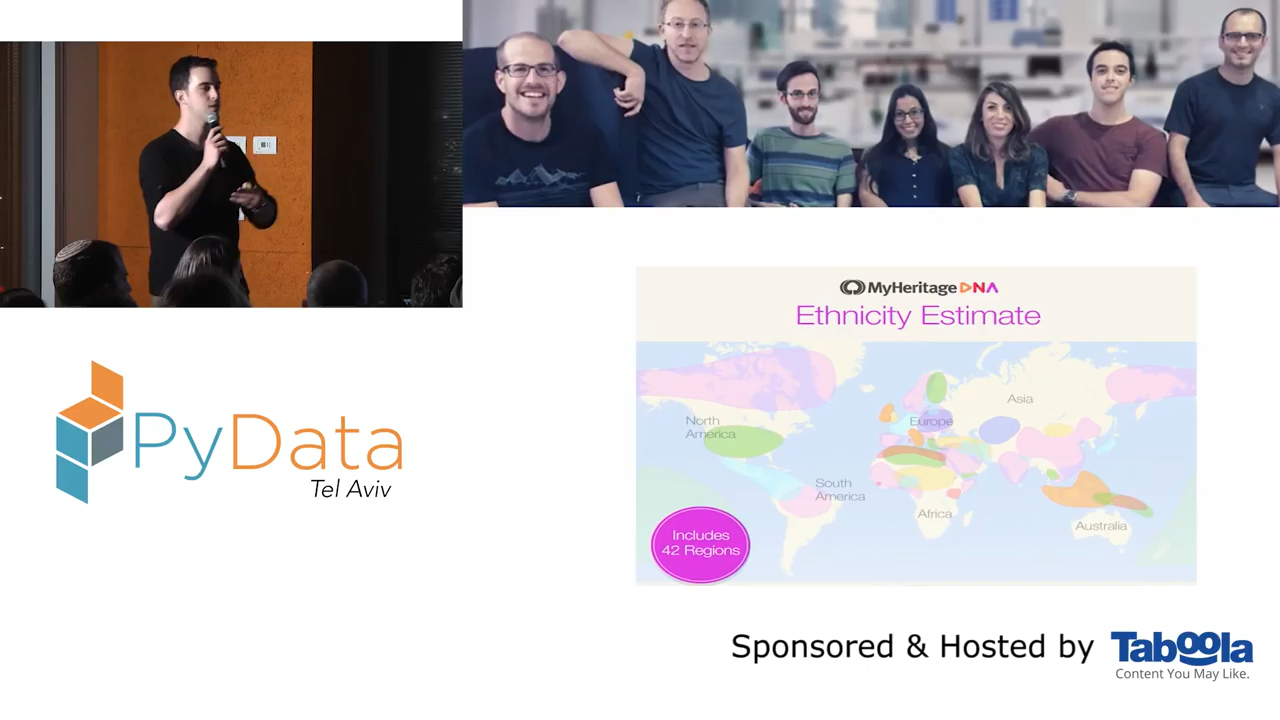 PyData
Tel Aviv
MyHeritage DNA
Ethnicity Estimate
North
America
Europe
Asia
South
America
Africa
Australia
Includes
42 Regions
Sponsored & Hosted by
Taboola
Content You May Like.